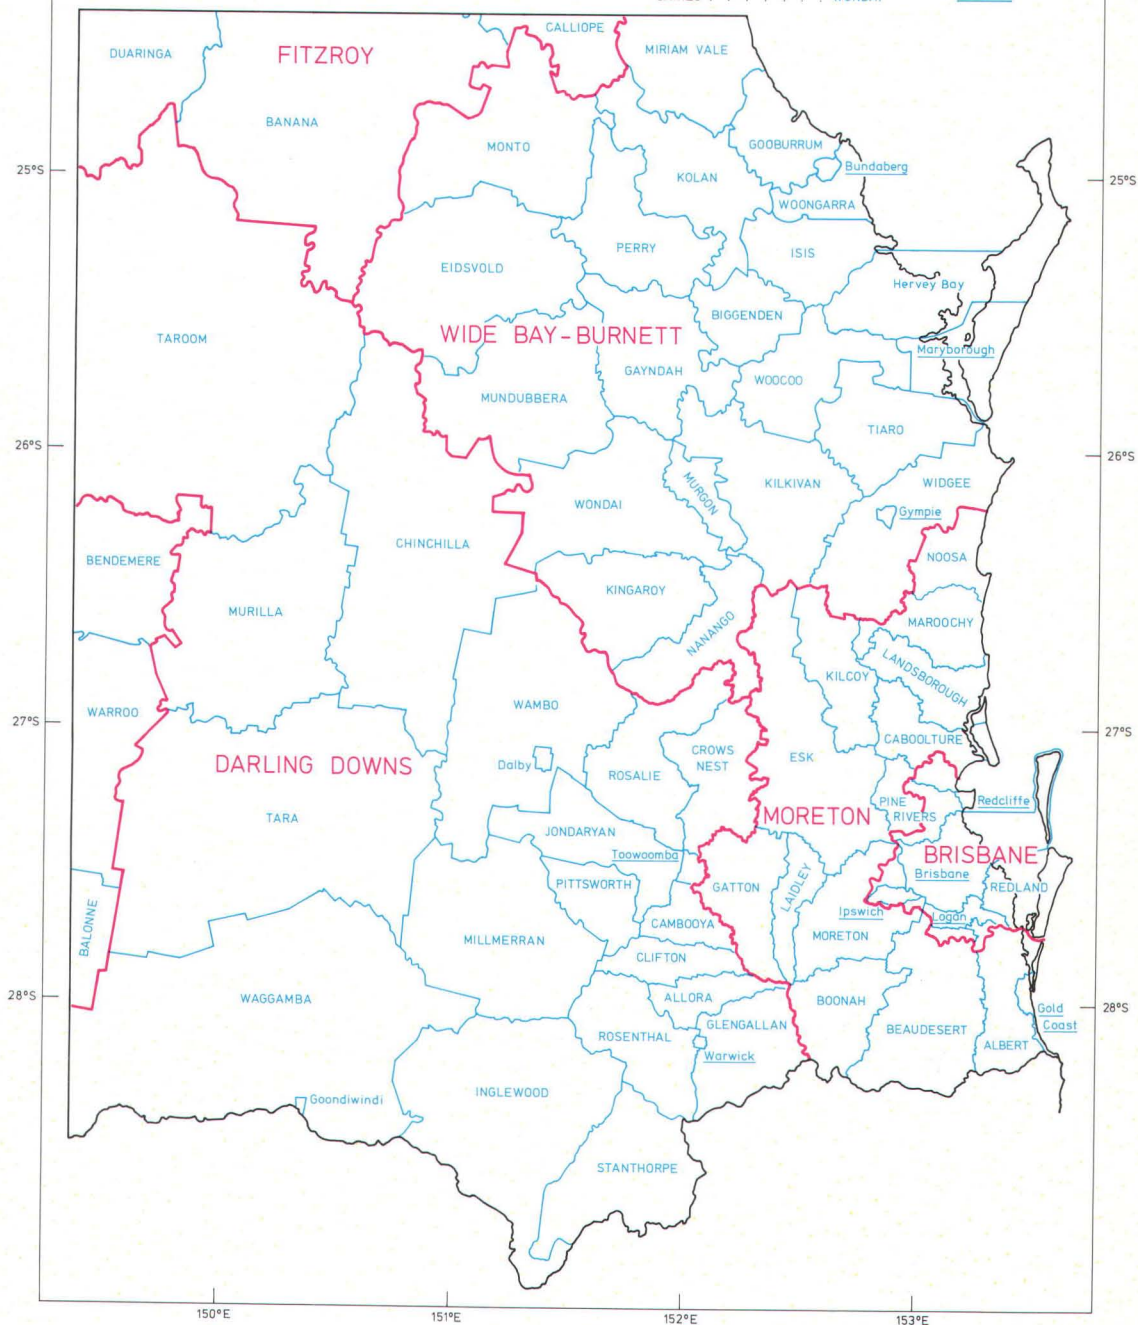 CALLIOPE
DUARINGA
FITZROY
MIRIAM VALE
BANANA
MONTO
GOOBURRUM
Bundaberg
25°S
KOLAN
25°S
WOONGARRA
PERRY
ISIS
EIDSVOLD
Hervey Bay
BIGGENDEN
TAROOM
WIDE BAY-BURNETT
Maryborough
GAYNDAH
WOOCOO
MUNDUBBERA
TIARO
26°S
26°S
WONDAI
MURGON
KILKIVAN
WIDGEE
Gympie
CHINCHILLA
BENDEMERE
NOOSA
KINGAROY
MURILLA
NANANGO
MAROOCHY
LANDSBOROUGH
KILCOY
WAMBO
WARROO
27°S
27°S
CABOOLTURE
CROWS
NEST
ESK
DARLING DOWNS
Dalby
ROSALIE
PINE
RIVERS
Redcliffe
TARA
MORETON
JONDARYAN
Toowoomba
BRISBANE
Brisbane
PITTSWORTH
GATTON
LAIDLEY
REDLAND
BALONNE
CAMBOOYA
Ipswich
Logan
MILLMERRAN
MORETON
CLIFTON
WAGGAMBA
28°S
ALLORA
BOONAH
28°S
Gold
Coast
GLENGALLAN
ROSENTHAL
BEAUDESERT
ALBERT
Warwick
INGLEWOOD
Goondiwindi
STANTHORPE
150°E
151°E
152°E
153°E